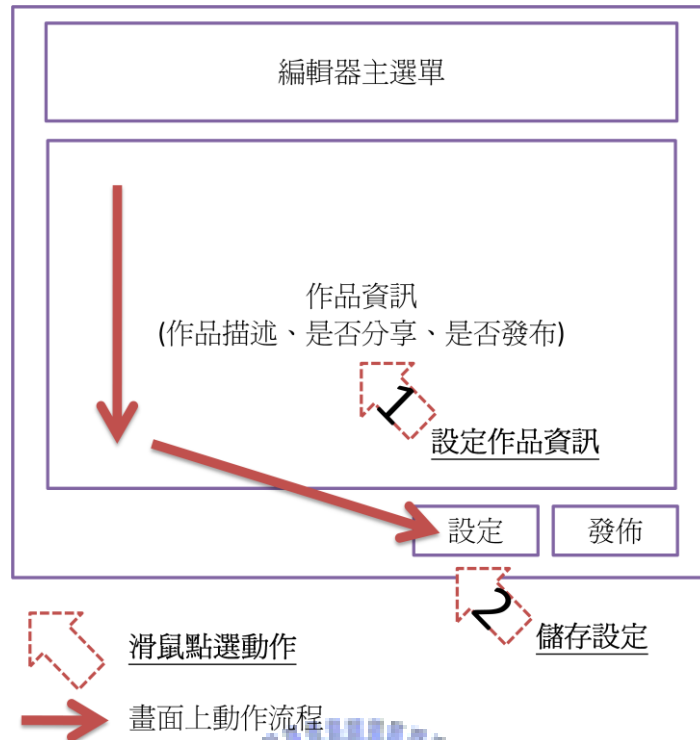 編輯器主選單
作品資訊
(作品描述、是否分享、是否發布)
1
設定作品資訊
設定
發佈
2
儲存設定
滑鼠點選動作
畫面上動作流程